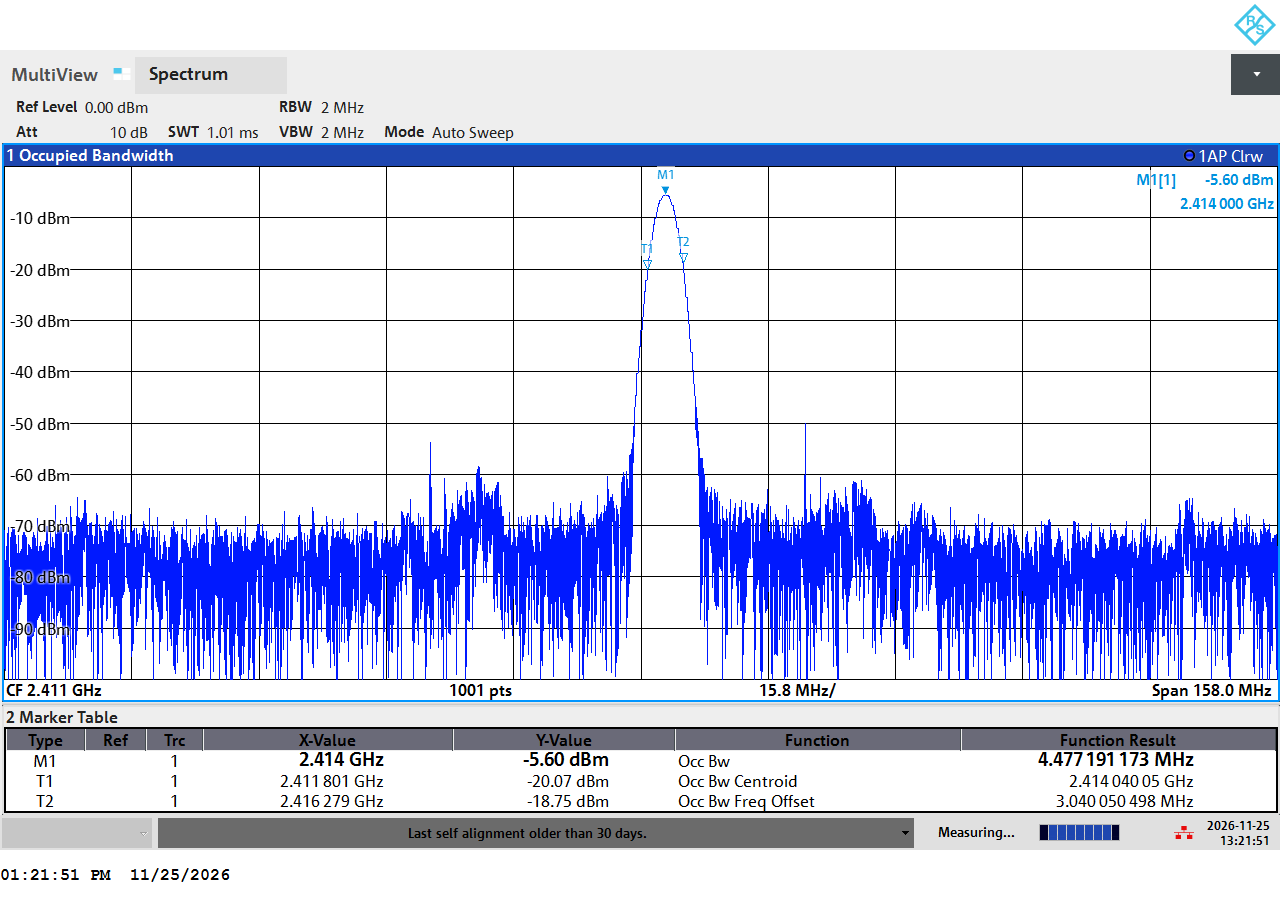 R S
MultiView Spectrum
Ref Level 0.00 dBm RBW 2 MHz
Att 10 dB SWT 1.01 ms VBW 2 MHz Mode Auto Sweep
1 Occupied Bandwidth 1AP Clrw
M1
M1[1] -5.60 dBm
2.414 000 GHz
-10 dBm
T1 T2
-20 dBm
-30 dBm
-40 dBm
-50 dBm
-60 dBm
-70 dBm
-80 dBm
-90 dBm
CF 2.411 GHz 1001 pts 15.8 MHz/ Span 158.0 MHz
2 Marker Table
Type Ref Trc X-Value Y-Value Function Function Result
M1 1 2.414 GHz -5.60 dBm Occ Bw 4.477 191 173 MHz
T1 1 2.411 801 GHz -20.07 dBm Occ Bw Centroid 2.414 040 05 GHz
T2 1 2.416 279 GHz -18.75 dBm Occ Bw Freq Offset 3.040 050 498 MHz
Last self alignment older than 30 days. Measuring... 2026-11-25
13:21:51
01:21:51 PM 11/25/2026